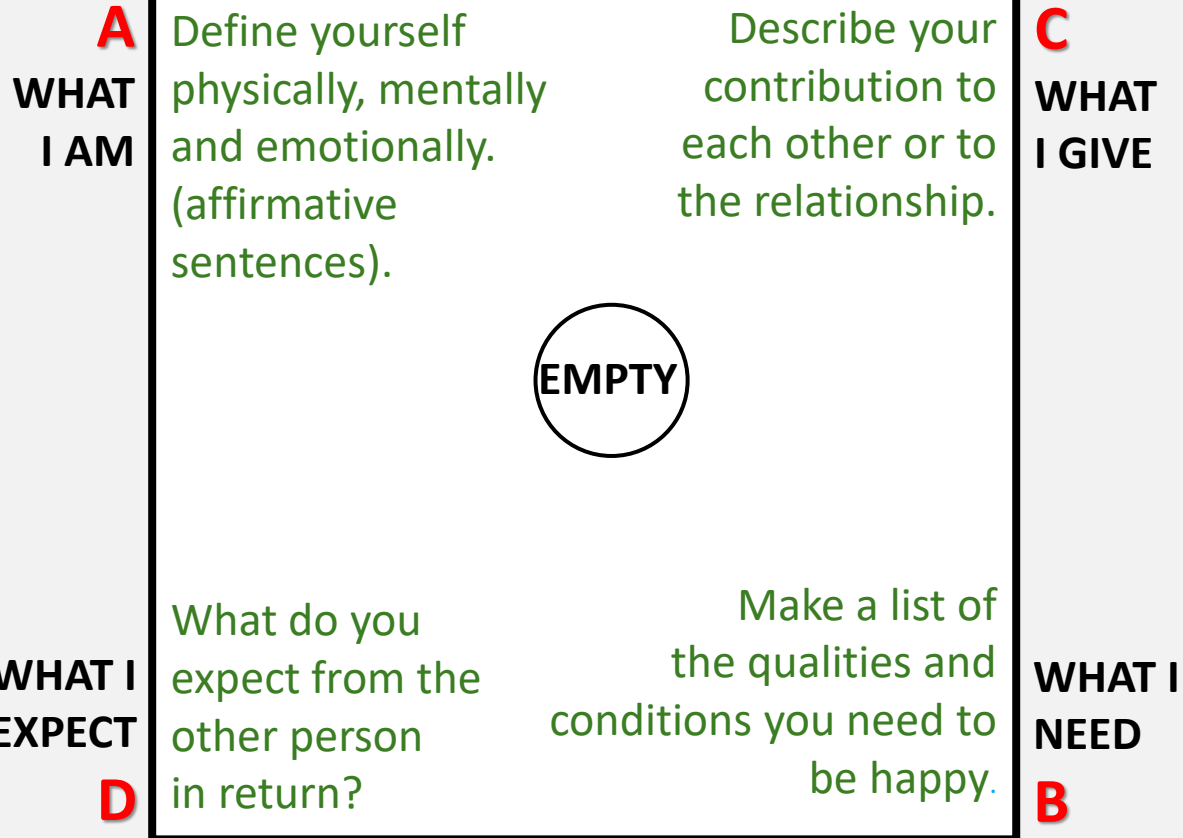 A
WHAT
I AM
Define yourself
physically, mentally
and emotionally.
(affirmative
sentences).
Describe your
contribution to
each other or to
the relationship.
C
WHAT
I GIVE
EMPTY
WHAT I
EXPECT
D
What do you
expect from the
other person
in return?
Make a list of
the qualities and
conditions you need to
be happy.
WHAT I
NEED
B